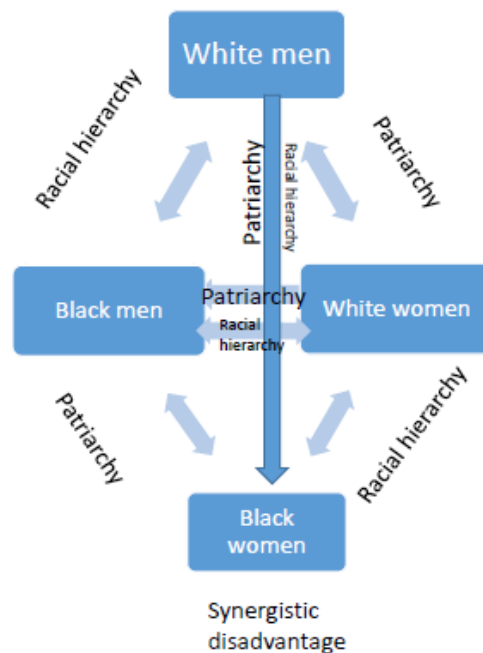 White men
Racial hierarchy
Patriarchy
Racial hierarchy
Patriarchy
Black men
Patriarchy
Racial
hierarchy
White women
Patriarchy
Racial hierarchy
Black
women
Synergistic
disadvantage